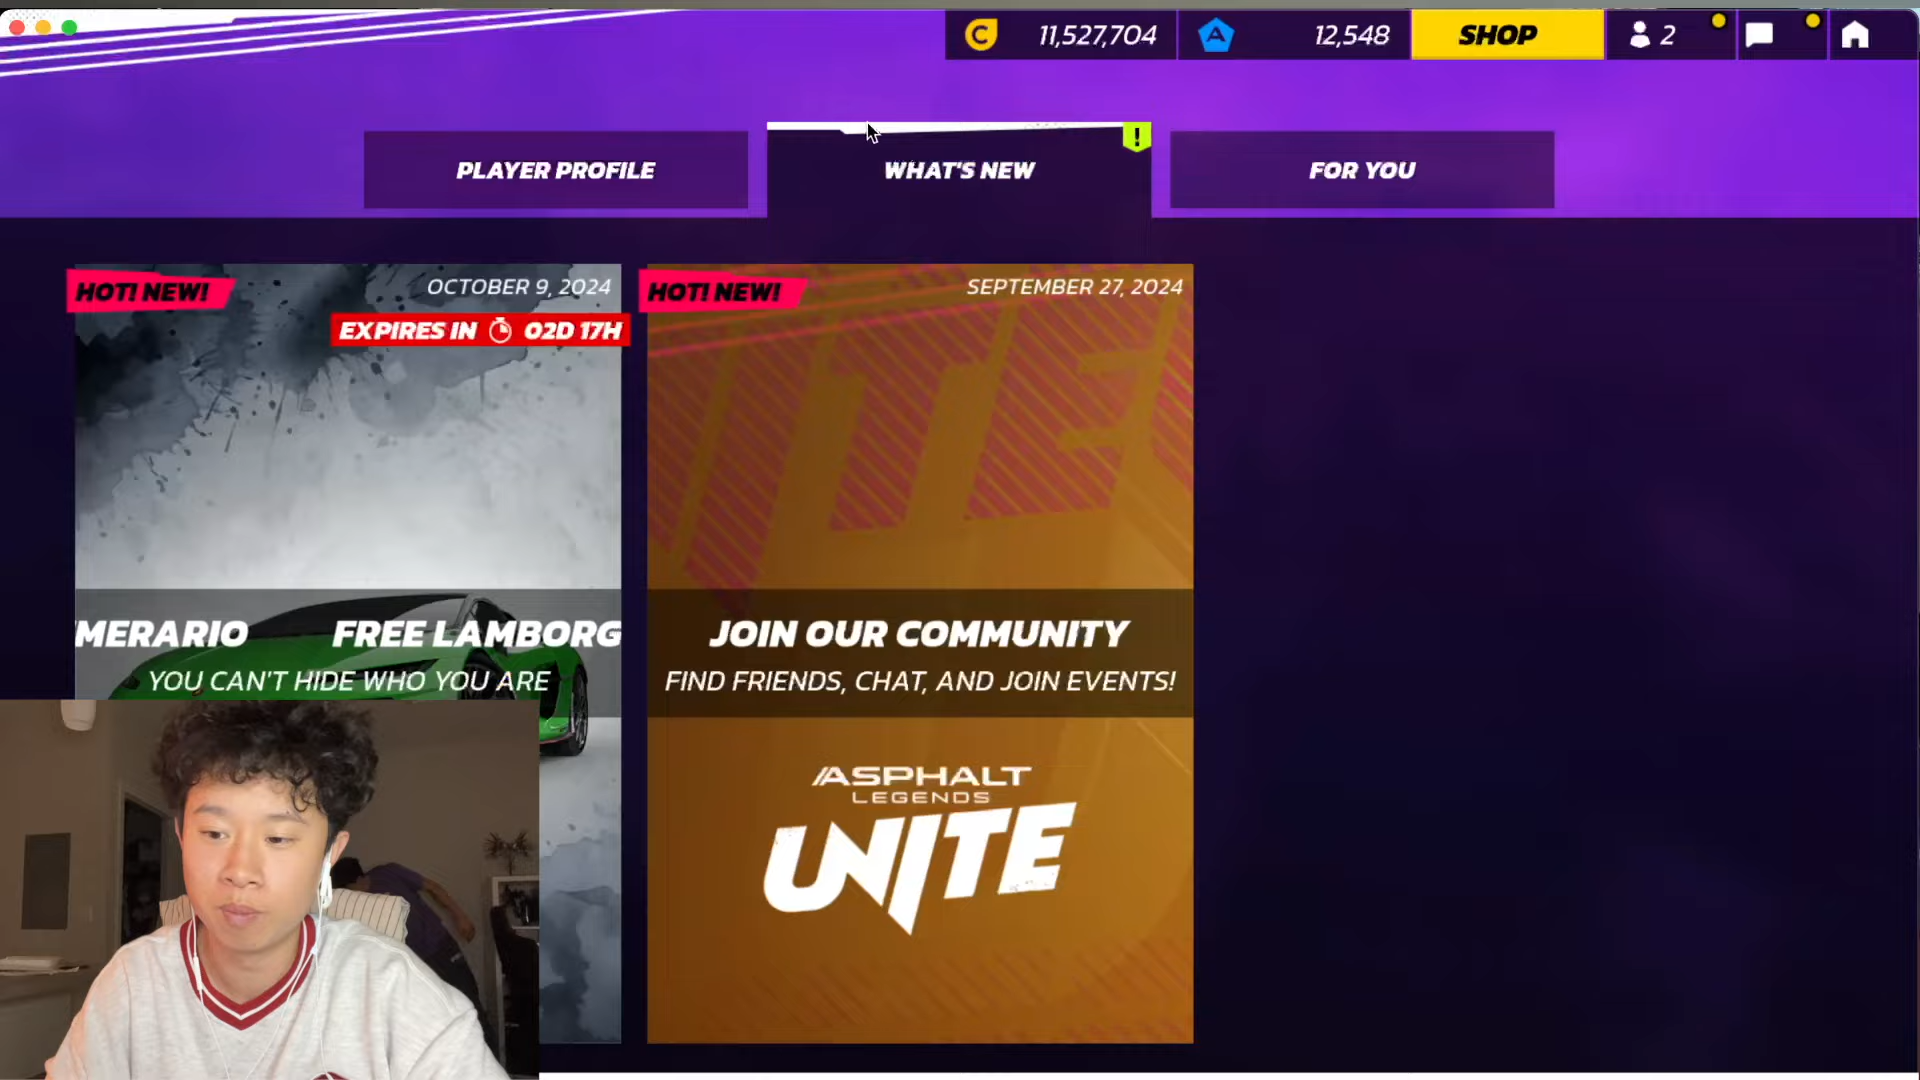 11,527,704
12,548
SHOP
2
PLAYER PROFILE
WHAT'S NEW
!
FOR YOU
HOT! NEW!
OCTOBER 9, 2024
EXPIRES IN 02D 17H
MERARIO FREE LAMBORG
YOU CAN'T HIDE WHO YOU ARE
HOT! NEW!
SEPTEMBER 27, 2024
JOIN OUR COMMUNITY
FIND FRIENDS, CHAT, AND JOIN EVENTS!
ASPHALT
LEGENDS
UNITE